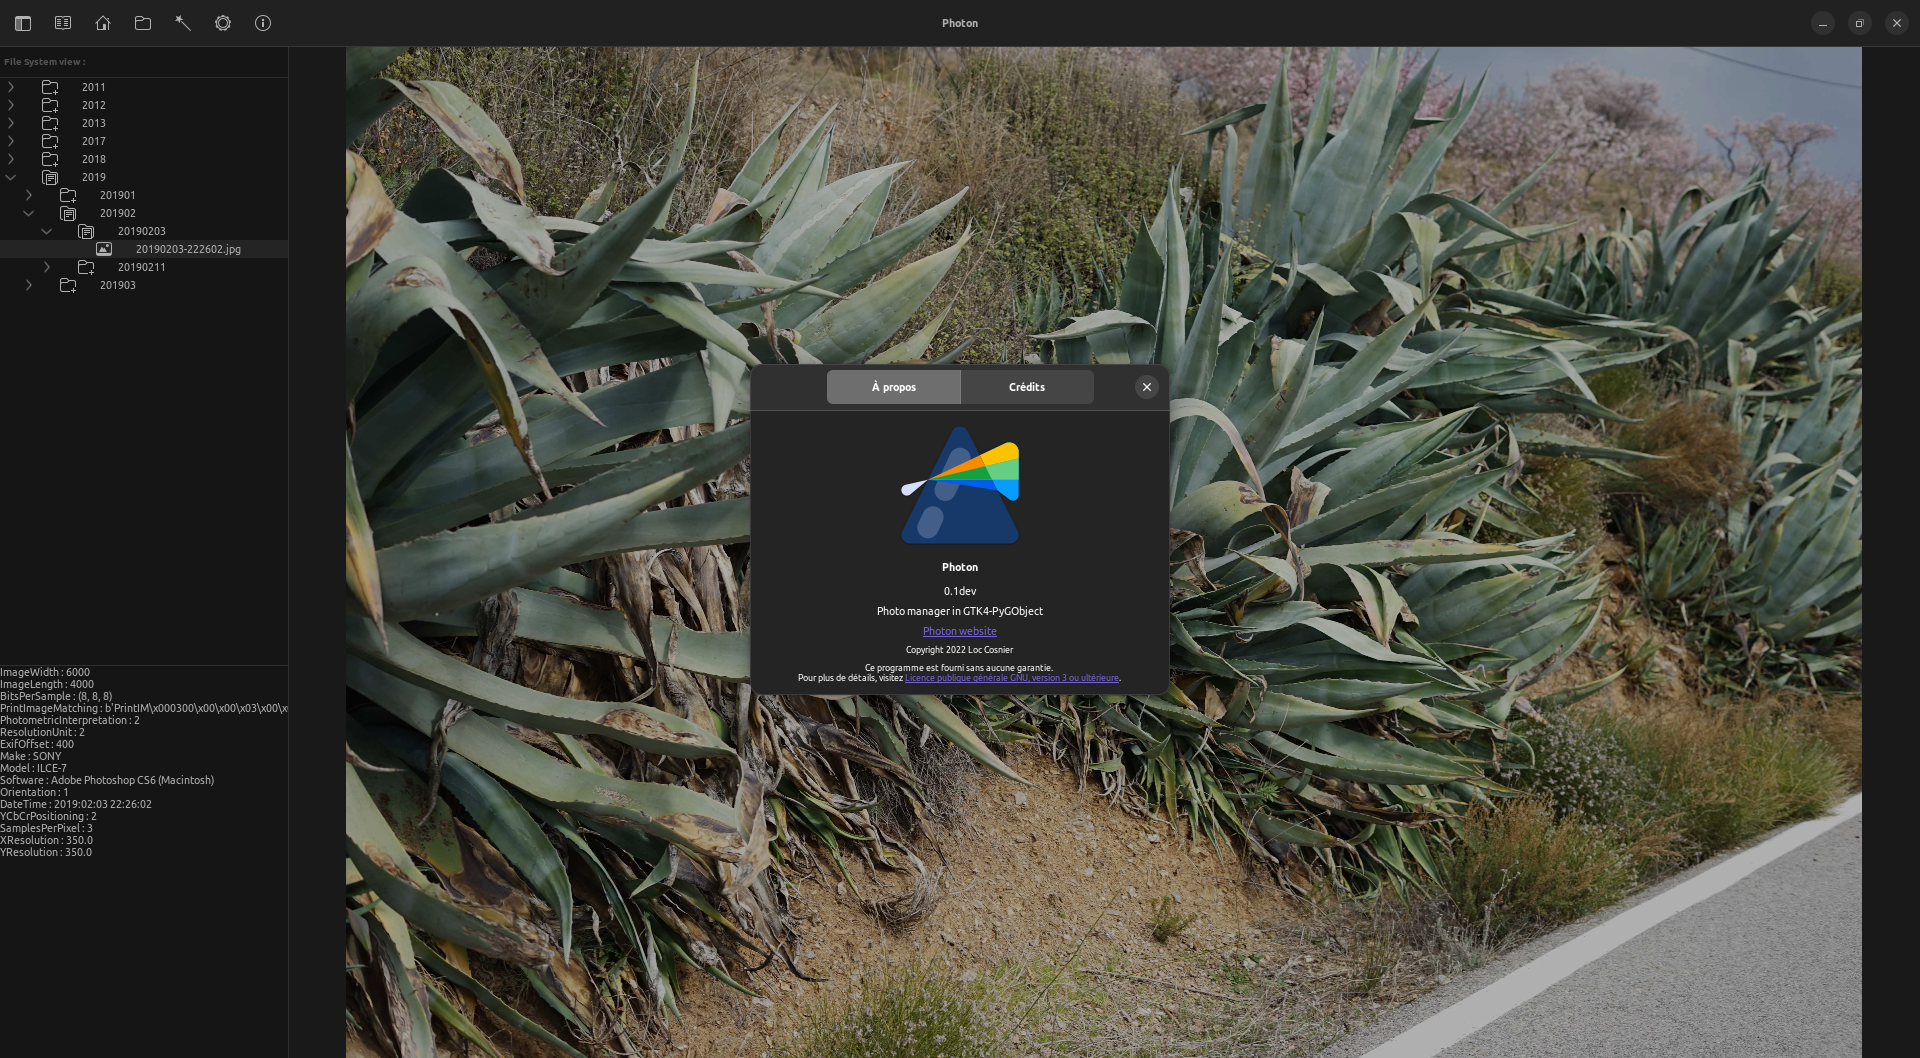 Photon
File System view :
2011
2012
2013
2017
2018
2019
201901
201902
20190203
20190203-222602.jpg
20190211
201903
ImageWidth : 6000
ImageLength : 4000
BitsPerSample : (8, 8, 8)
PrintImageMatching : b'PrintIM\x000300\x00\x00\x03\x00\x
PhotometricInterpretation : 2
ResolutionUnit : 2
ExifOffset : 400
Make : SONY
Model : ILCE-7
Software : Adobe Photoshop CS6 (Macintosh)
Orientation : 1
DateTime : 2019:02:03 22:26:02
YCbCrPositioning : 2
SamplesPerPixel : 3
XResolution : 350.0
YResolution : 350.0
À propos
Crédits
Photon
0.1dev
Photo manager in GTK4-PyGObject
Photon website
Copyright 2022 Loc Cosnier
Ce programme est fourni sans aucune garantie.
Pour plus de détails, visitez Licence publique générale GNU, version 3 ou ultérieure.